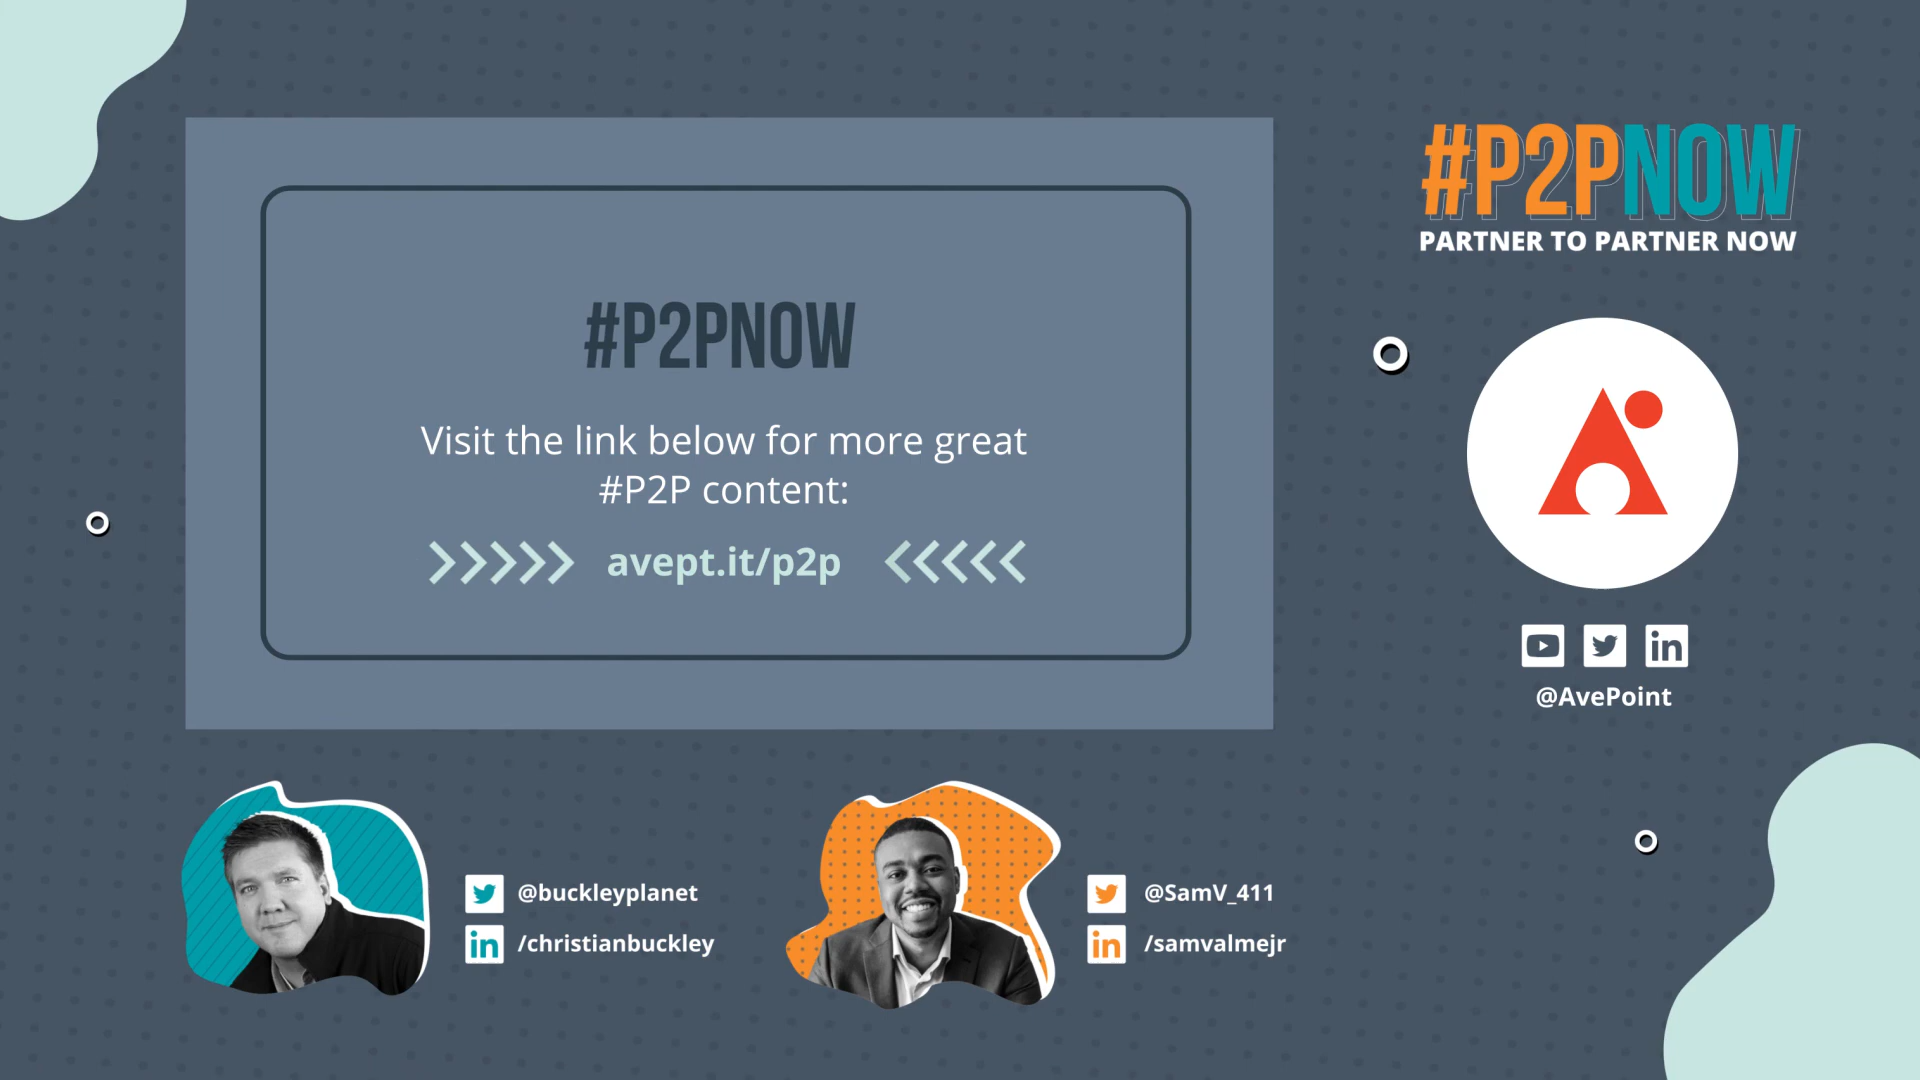 #P2PNOW
PARTNER TO PARTNER NOW
#P2PNOW
Visit the link below for more great
#P2P content:
avept.it/p2p
@AvePoint
@buckleyplanet
/christianbuckley
@SamV_411
/samvalmejr